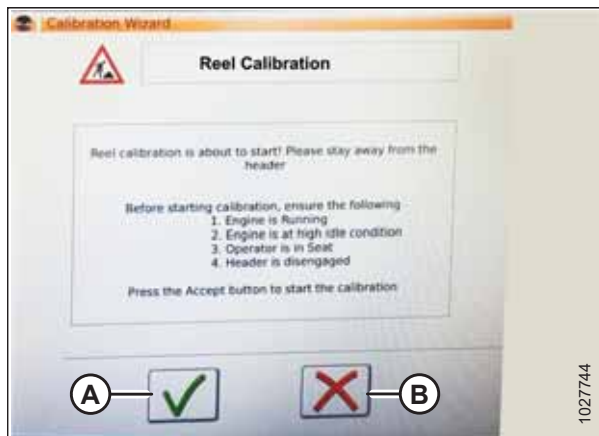 Calibration Wizard
Reel Calibration
Reel calibration is about to start! Please stay away from the
header
Before starting calibration, ensure the following
1. Engine is Running
2. Engine is at high idle condition
3. Operator is in Seat
4. Header is disengaged
Press the Accept button to start the calibration
A
B
1027744